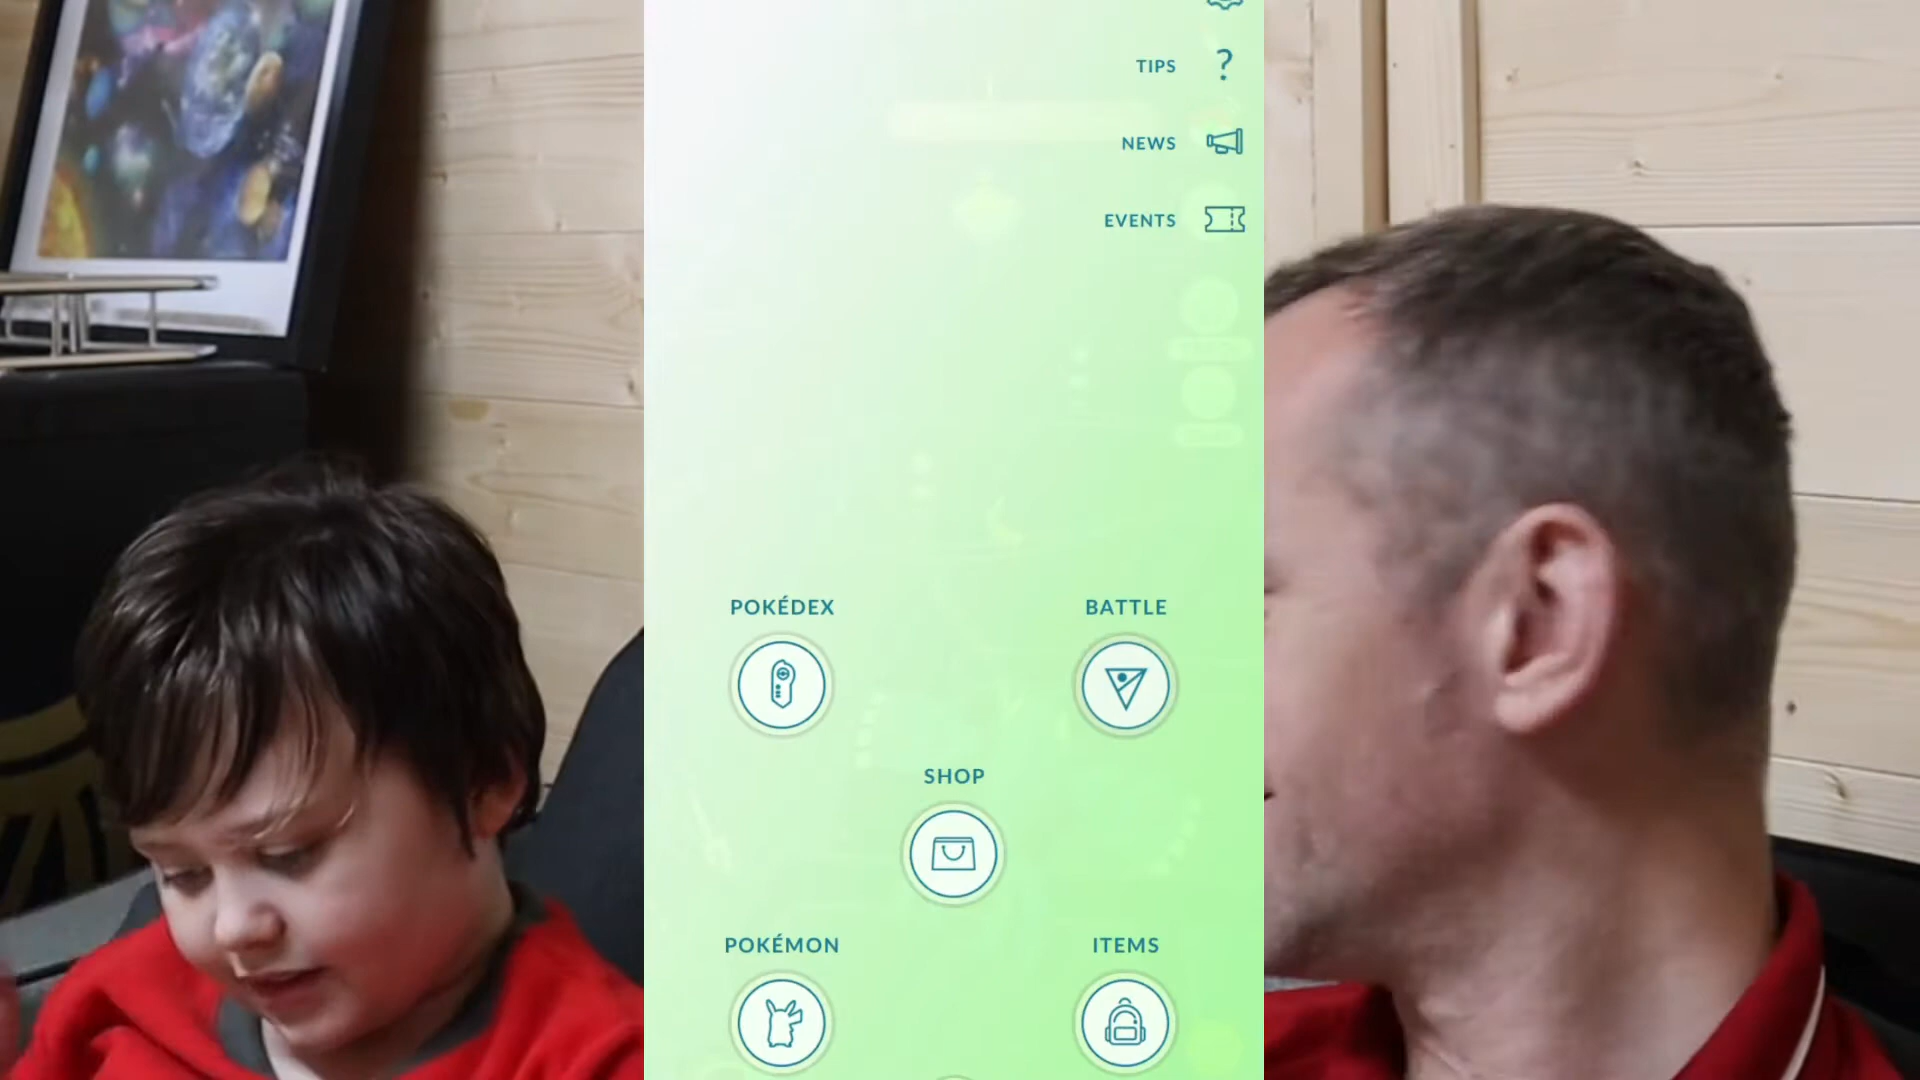 TIPS
?
NEWS
EVENTS
POKÉDEX
BATTLE
SHOP
POKÉMON
ITEMS